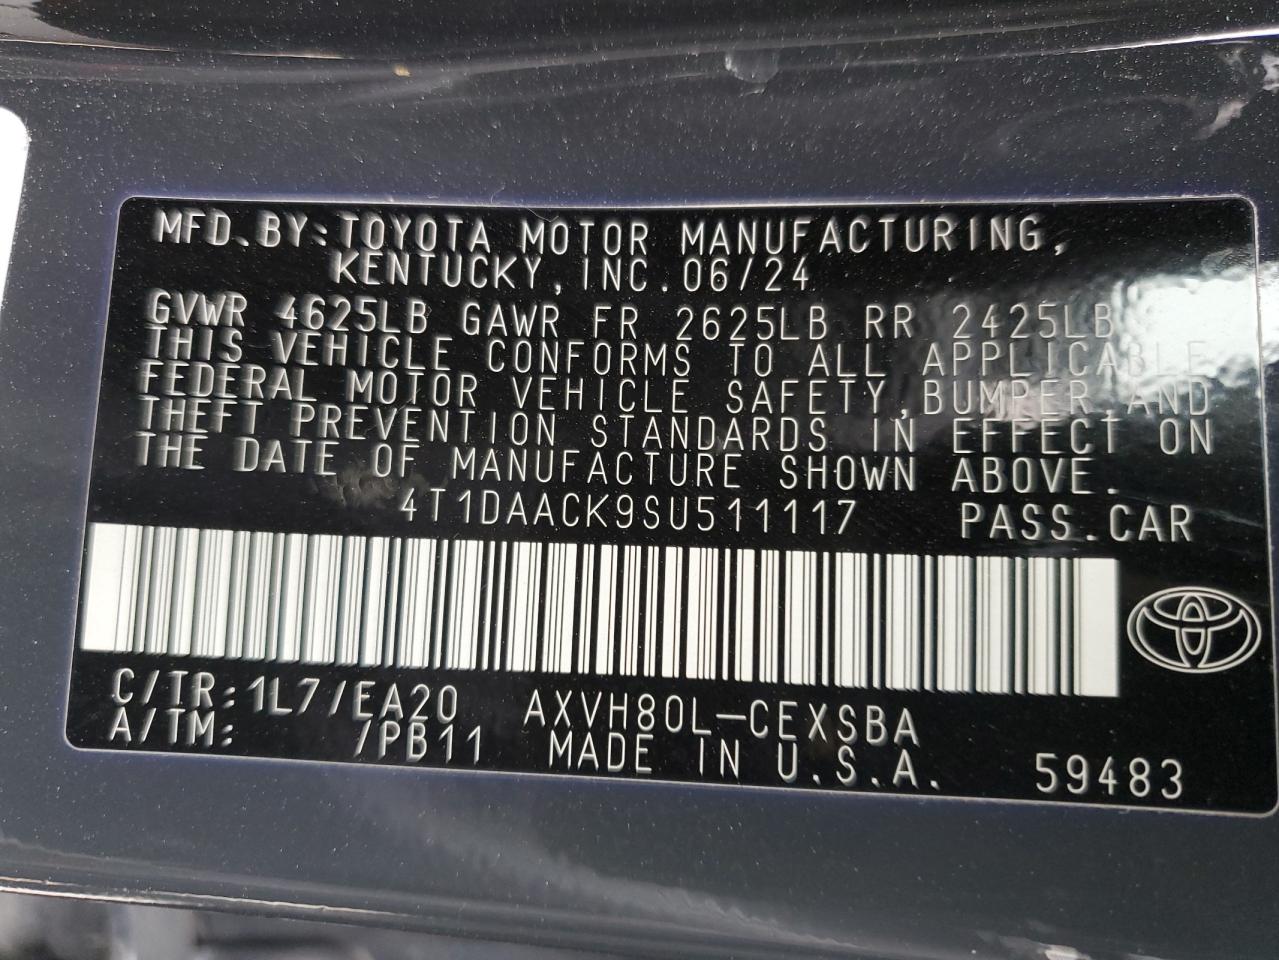 MFD.BY:TOYOTA MOTOR MANUFACTURING,
KENTUCKY,INC.06/24
GVWR 4625LB GAWR FR 2625LB RR 2425LB
THIS VEHICLE CONFORMS TO ALL APPLICABLE
FEDERAL MOTOR VEHICLE SAFETY,BUMPER,AND
THEFT PREVENTION STANDARDS IN EFFECT ON
THE DATE OF MANUFACTURE SHOWN ABOVE.
4T1DAACK9SU511117 PASS.CAR
C/TR:1L7/EA20 AXVH80L-CEXSBA
A/TM: /PB11 MADE IN U.S.A. 59483